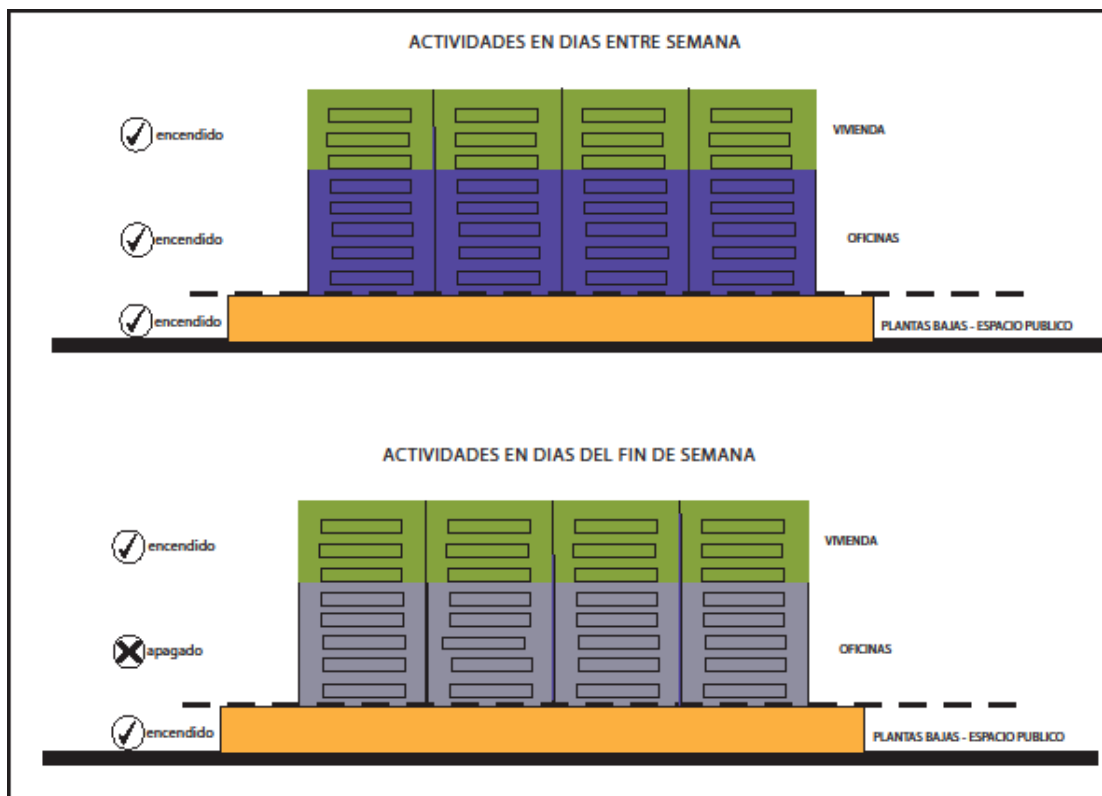 ACTIVIDADES EN DIAS ENTRE SEMANA
encendido
VIVIENDA
encendido
OFICINAS
encendido
PLANTAS BAJAS - ESPACIO PUBLICO
ACTIVIDADES EN DIAS DEL FIN DE SEMANA
encendido
VIVIENDA
apagado
OFICINAS
encendido
PLANTAS BAJAS - ESPACIO PUBLICO